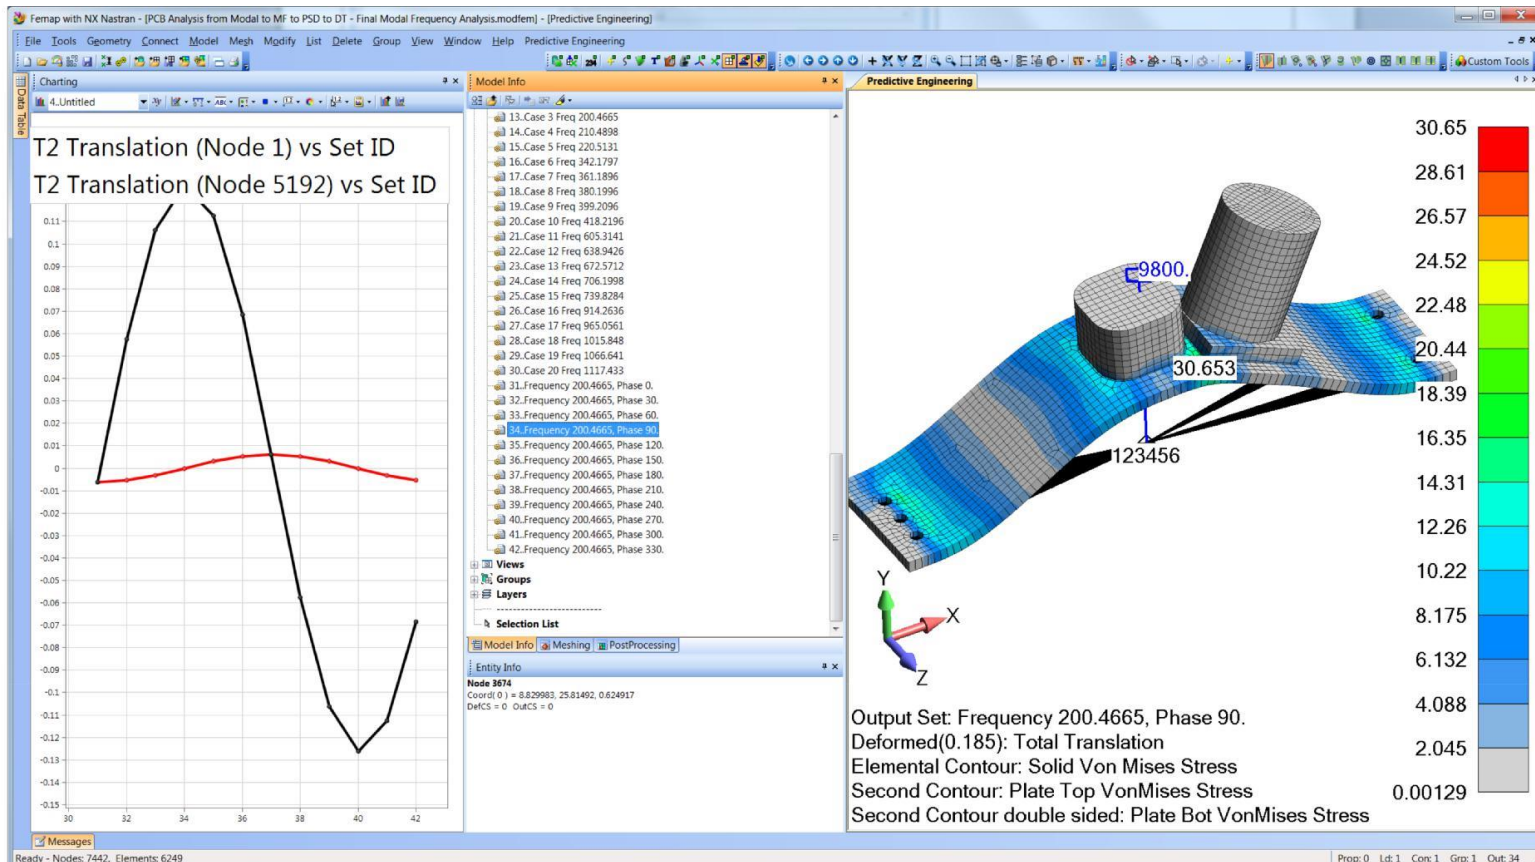 Femap with NX Nastran - [PCB Analysis from Modal to MF to PSD to DT - Final Modal Frequency Analysis.modfem] - [Predictive Engineering]
File Tools Geometry Connect Model Mesh Modify List Delete Group View Window Help Predictive Engineering
Custom Tools
Data Table
Charting
4..Untitled
T2 Translation (Node 1) vs Set ID
T2 Translation (Node 5192) vs Set ID
0.11
0.1
0.09
0.08
0.07
0.06
0.05
0.04
0.03
0.02
0.01
0
-0.01
-0.02
-0.03
-0.04
-0.05
-0.06
-0.07
-0.08
-0.09
-0.1
-0.11
-0.12
-0.13
-0.14
-0.15
30 32 34 36 38 40 42
Model Info
13..Case 3 Freq 200.4665
14..Case 4 Freq 210.4898
15..Case 5 Freq 220.5131
16..Case 6 Freq 342.1797
17..Case 7 Freq 361.1896
18..Case 8 Freq 380.1996
19..Case 9 Freq 399.2096
20..Case 10 Freq 418.2196
21..Case 11 Freq 605.3141
22..Case 12 Freq 638.9426
23..Case 13 Freq 672.5712
24..Case 14 Freq 706.1998
25..Case 15 Freq 739.8284
26..Case 16 Freq 914.2636
27..Case 17 Freq 965.0561
28..Case 18 Freq 1015.848
29..Case 19 Freq 1066.641
30..Case 20 Freq 1117.433
31..Frequency 200.4665, Phase 0.
32..Frequency 200.4665, Phase 30.
33..Frequency 200.4665, Phase 60.
34..Frequency 200.4665, Phase 90.
35..Frequency 200.4665, Phase 120.
36..Frequency 200.4665, Phase 150.
37..Frequency 200.4665, Phase 180.
38..Frequency 200.4665, Phase 210.
39..Frequency 200.4665, Phase 240.
40..Frequency 200.4665, Phase 270.
41..Frequency 200.4665, Phase 300.
42..Frequency 200.4665, Phase 330.
Views
Groups
Layers
--------------------------
Selection List
Model Info Meshing PostProcessing
Entity Info
Node 3674
Coord( 0 ) = 8.829983, 25.81492, 0.624917
DefCS = 0 OutCS = 0
Predictive Engineering
9800.
30.653
123456
Y
X
Z
30.65
28.61
26.57
24.52
22.48
20.44
18.39
16.35
14.31
12.26
10.22
8.175
6.132
4.088
2.045
0.00129
Output Set: Frequency 200.4665, Phase 90.
Deformed(0.185): Total Translation
Elemental Contour: Solid Von Mises Stress
Second Contour: Plate Top VonMises Stress
Second Contour double sided: Plate Bot VonMises Stress
Messages
Ready - Nodes: 7442, Elements: 6249
Prop: 0 Ld: 1 Con: 1 Grp: 1 Out: 34